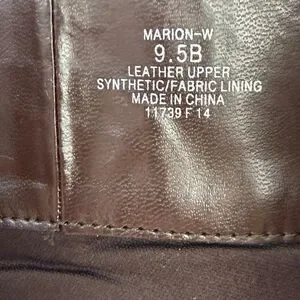 MARION-W
9.5B
LEATHER UPPER
SYNTHETIC/FABRIC LINING
MADE IN CHINA
11739 F 14